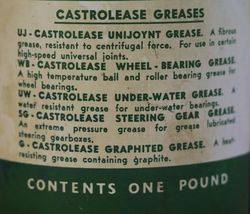 CASTROLEASE GREASES
UJ - CASTROLEASE UNIJOYNT GREASE. A fibrous
grease, resistant to centrifugal force. For use in certain
high-speed universal joints.
WB - CASTROLEASE WHEEL - BEARING GREASE.
A high temperature ball and roller bearing grease for
wheel bearings.
UW - CASTROLEASE UNDER-WATER GREASE. A
water resistant grease for under-water bearings.
SG - CASTROLEASE STEERING GEAR GREASE.
An extreme pressure grease for grease lubricated
steering gearboxes.
G - CASTROLEASE GRAPHITED GREASE. A heat-
resisting grease containing graphite.
CONTENTS ONE POUND